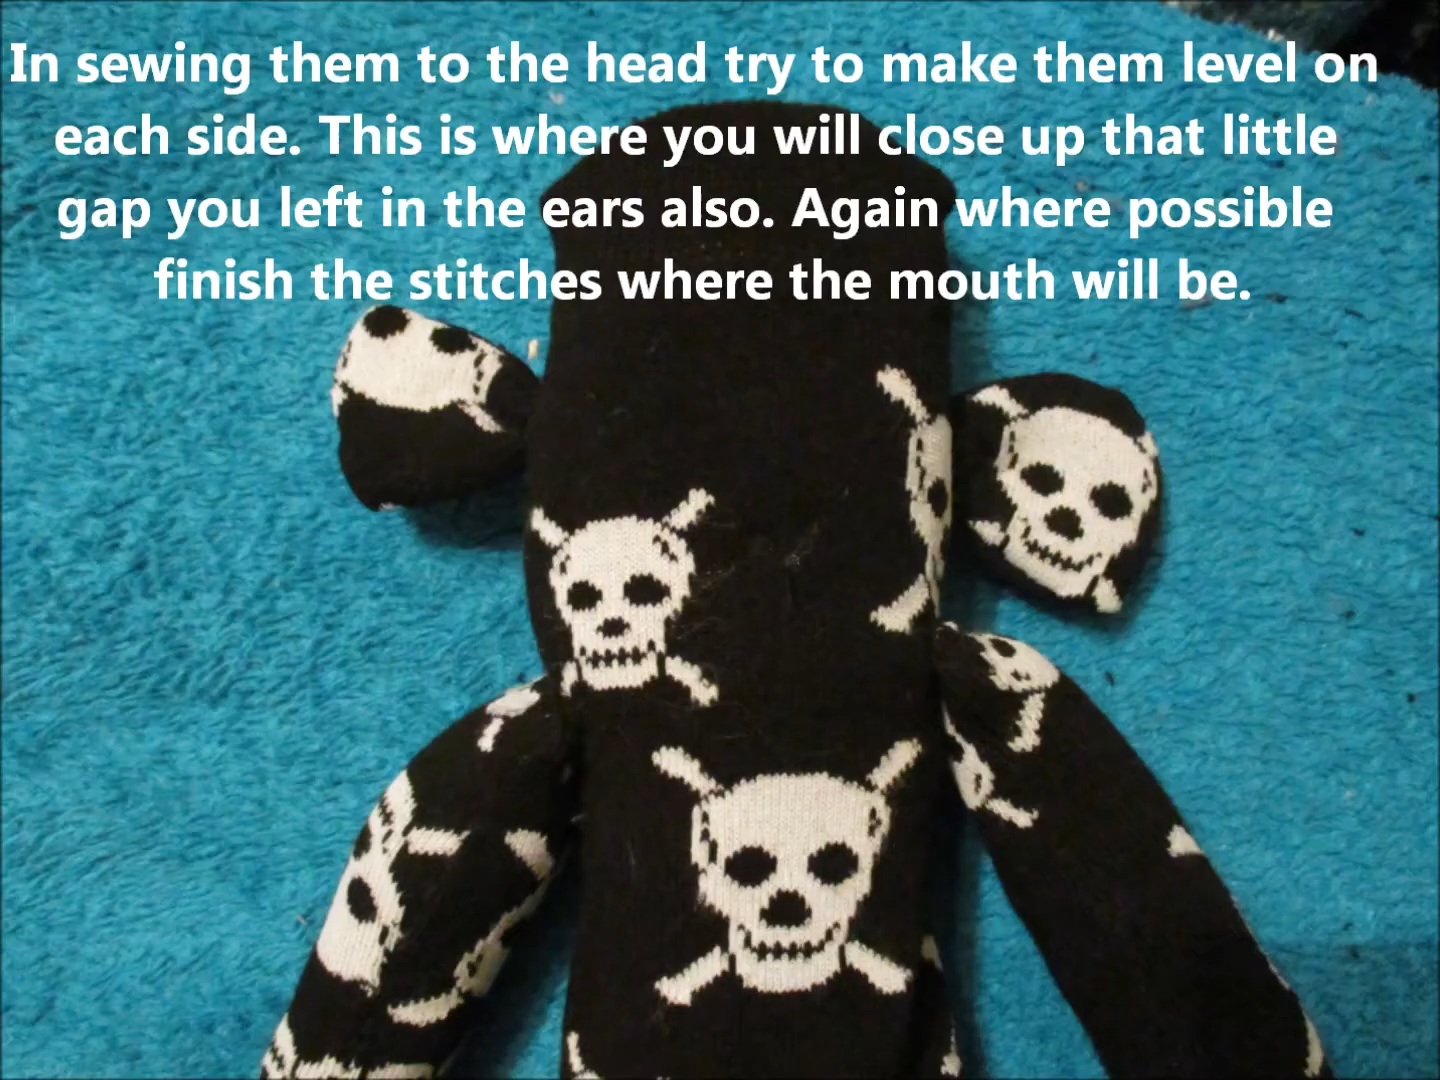 In sewing them to the head try to make them level on
each side. This is where you will close up that little
gap you left in the ears also. Again where possible
finish the stitches where the mouth will be.